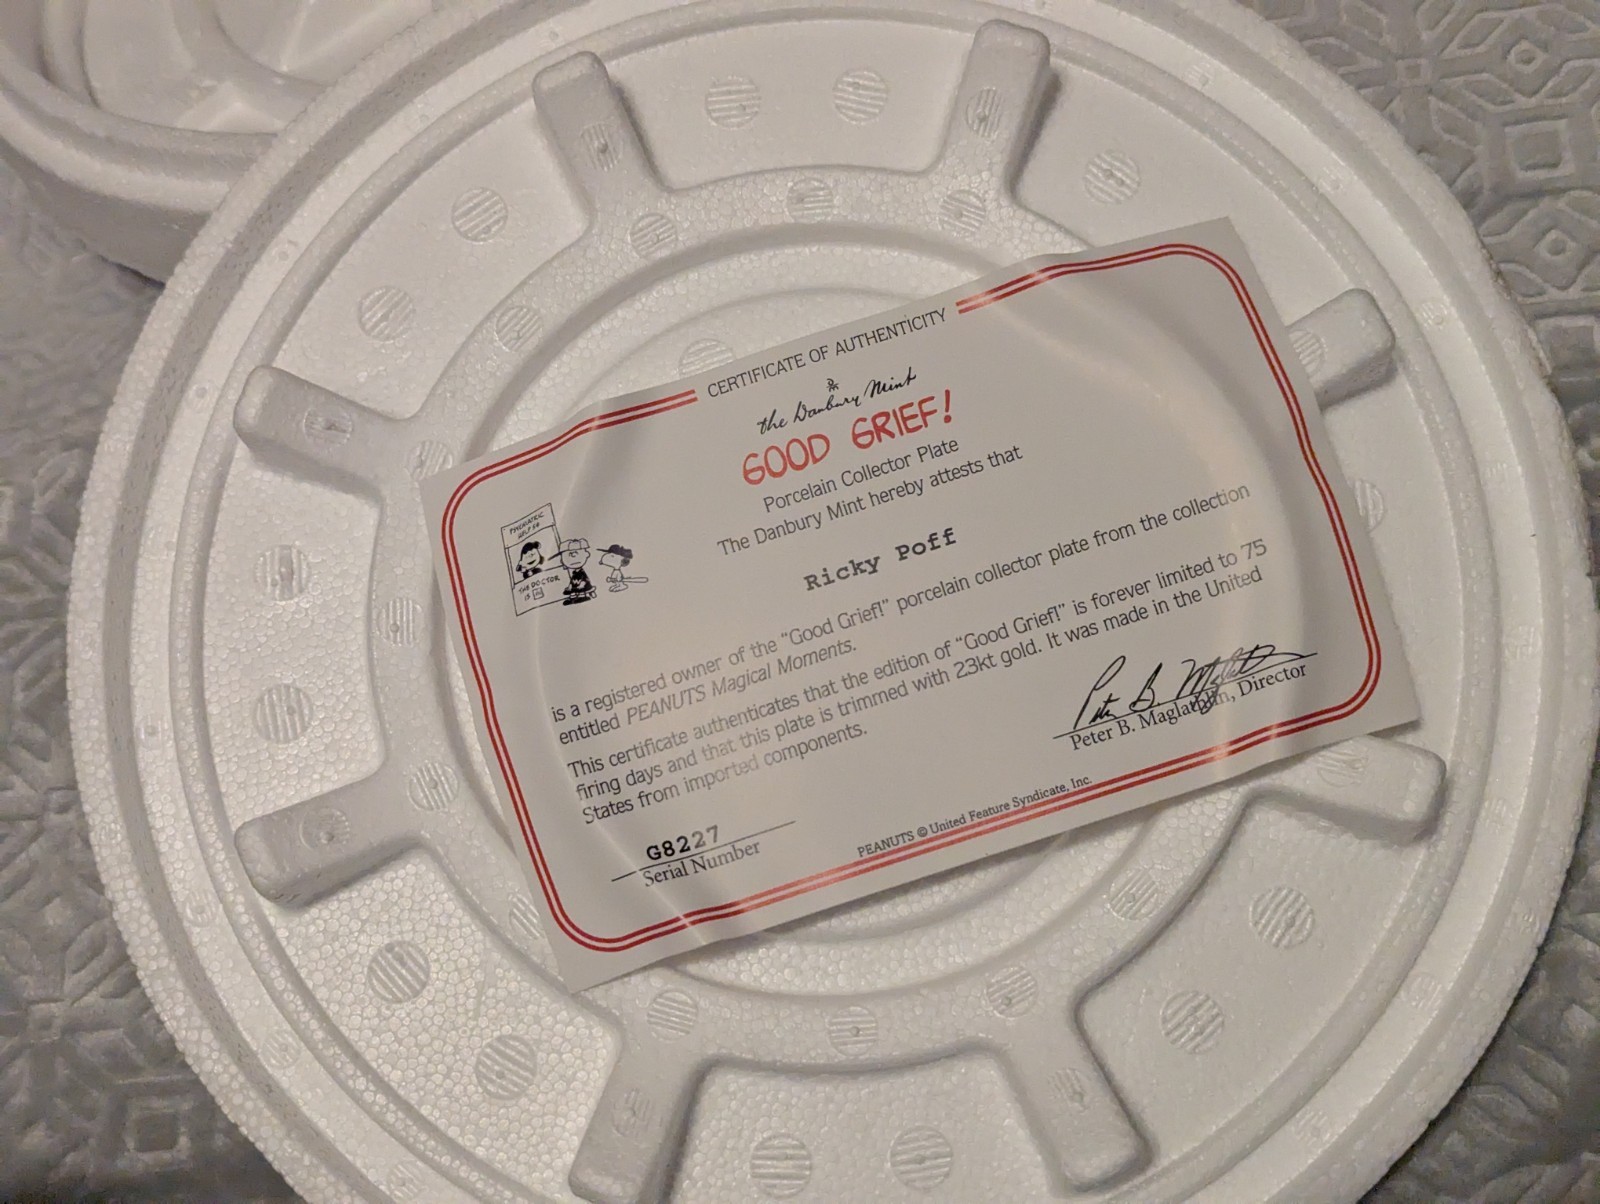 CERTIFICATE OF AUTHENTICITY
the Danbury Mint
GOOD GRIEF!
Porcelain Collector Plate
The Danbury Mint hereby attests that
Ricky Poff
is a registered owner of the "Good Grief!" porcelain collector plate from the collection
entitled PEANUTS Magical Moments.
This certificate authenticates that the edition of "Good Grief!" is forever limited to 75
firing days and that this plate is trimmed with 23kt gold. It was made in the United
States from imported components.
PSYCHIATRIC
HELP 5¢
THE DOCTOR
IS IN
G8227
Serial Number
Peter B. Maglathlin
Peter B. Maglathlin, Director
PEANUTS © United Feature Syndicate, Inc.